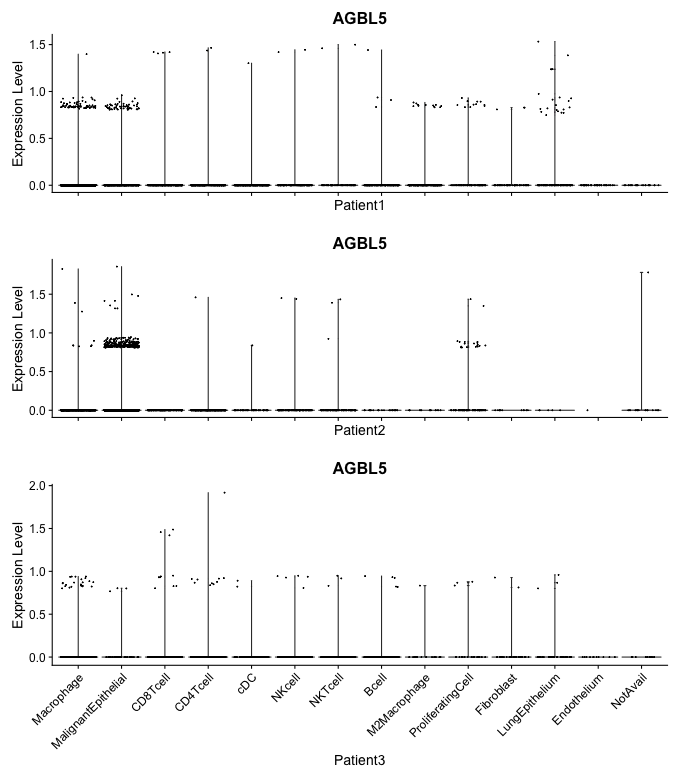 AGBL5
Expression Level
1.5
1.0
0.5
0.0
Patient1
AGBL5
Expression Level
1.5
1.0
0.5
0.0
Patient2
AGBL5
Expression Level
2.0
1.5
1.0
0.5
0.0
Macrophage
MalignantEpithelial
CD8Tcell
CD4Tcell
cDC
NKcell
NKTcell
Bcell
M2Macrophage
ProliferatingCell
Fibroblast
LungEpithelium
Endothelium
NotAvail
Patient3